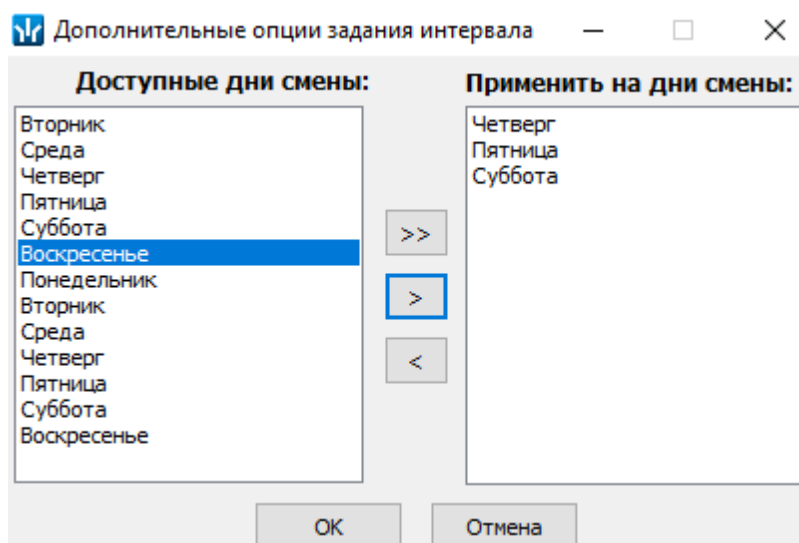 Дополнительные опции задания интервала
Доступные дни смены:
Вторник
Среда
Четверг
Пятница
Суббота
Воскресенье
Понедельник
Вторник
Среда
Четверг
Пятница
Суббота
Воскресенье
>>
>
<
Применить на дни смены:
Четверг
Пятница
Суббота
OK
Отмена